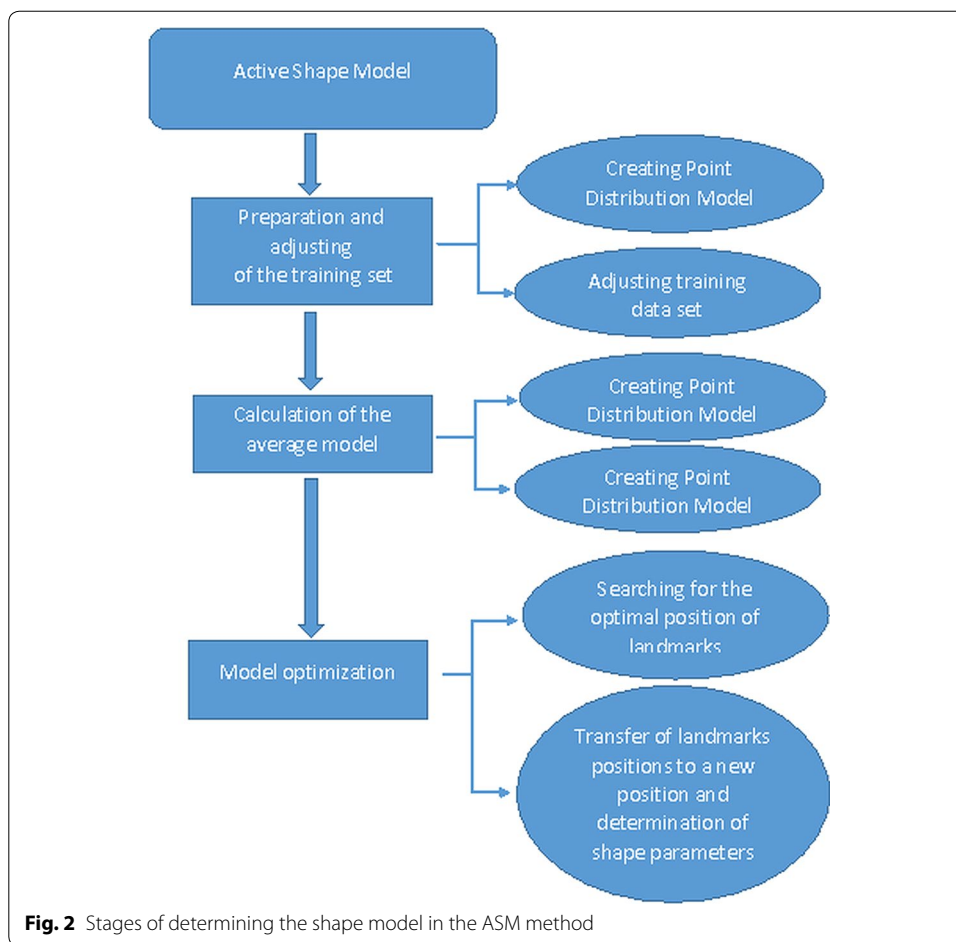 Active Shape Model
Preparation and
adjusting
of the training set
Creating Point
Distribution Model
Adjusting training
data set
Calculation of the
average model
Creating Point
Distribution Model
Creating Point
Distribution Model
Model optimization
Searching for the
optimal position of
landmarks
Transfer of landmarks
positions to a new
position and
determination of
shape parameters
Fig. 2 Stages of determining the shape model in the ASM method